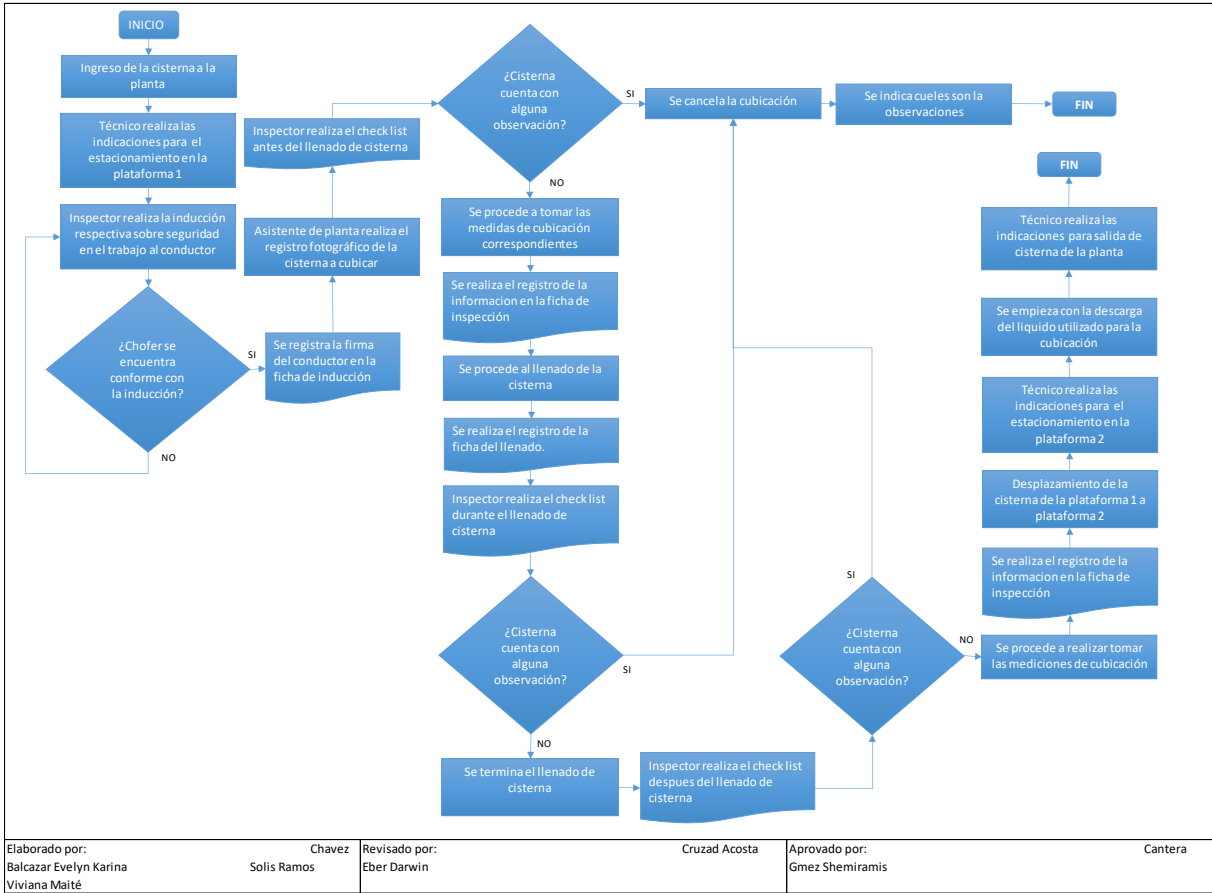 INICIO
Ingreso de la cisterna a la
planta
Técnico realiza las
indicaciones para el
estacionamiento en la
plataforma 1
Inspector realiza la inducción
respectiva sobre seguridad
en el trabajo al conductor
¿Chofer se
encuentra
conforme con
la inducción?
SI
NO
Se registra la firma
del conductor en la
ficha de inducción
Asistente de planta realiza el
registro fotográfico de la
cisterna a cubicar
Inspector realiza el check list
antes del llenado de cisterna
¿Cisterna
cuenta con
alguna
observación?
SI
NO
Se cancela la cubicación
Se indica cueles son la
observaciones
FIN
Se procede a tomar las
medidas de cubicación
correspondientes
Se realiza el registro de la
informacion en la ficha de
inspección
Se procede al llenado de la
cisterna
Se realiza el registro de la
ficha del llenado.
Inspector realiza el check list
durante el llenado de
cisterna
¿Cisterna
cuenta con
alguna
observación?
SI
NO
Se termina el llenado de
cisterna
Inspector realiza el check list
despues del llenado de
cisterna
¿Cisterna
cuenta con
alguna
observación?
SI
NO
Se procede a realizar tomar
las mediciones de cubicación
Se realiza el registro de la
informacion en la ficha de
inspección
Desplazamiento de la
cisterna de la plataforma 1 a
plataforma 2
Técnico realiza las
indicaciones para el
estacionamiento en la
plataforma 2
Se empieza con la descarga
del liquido utilizado para la
cubicación
Técnico realiza las
indicaciones para salida de
cisterna de la planta
FIN
Elaborado por: Chavez
Balcazar Evelyn Karina Solis Ramos
Viviana Maité
Revisado por: Cruzad Acosta
Eber Darwin
Aprovado por: Cantera
Gmez Shemiramis